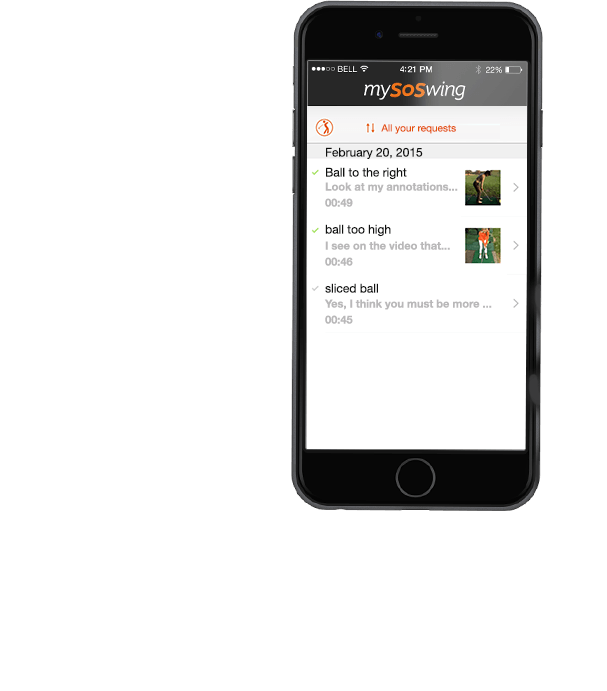 BELL 4:21 PM 22%
mySoSwing
All your requests
February 20, 2015
Ball to the right
Look at my annotations...
00:49
ball too high
I see on the video that...
00:46
sliced ball
Yes, I think you must be more ...
00:45